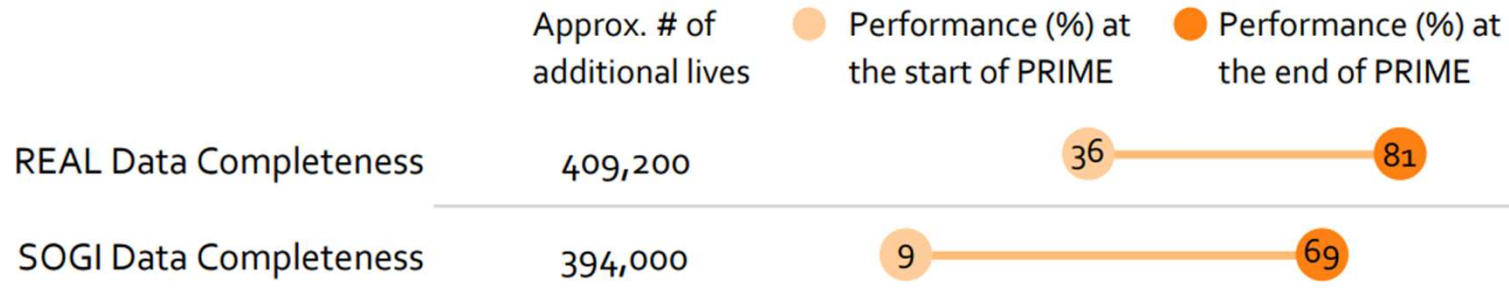 Approx. # of additional lives
Performance (%) at the start of PRIME
Performance (%) at the end of PRIME
REAL Data Completeness 409,200 36 81
SOGI Data Completeness 394,000 9 69